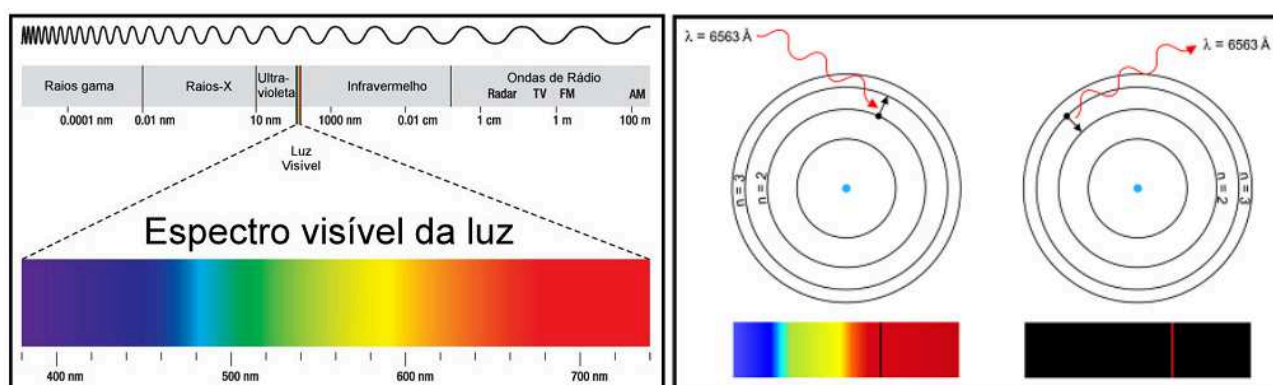 Raios gama
Raios-X
Ultra-
violeta
Infravermelho
Ondas de Rádio
Radar TV FM AM
0.0001 nm 0.01 nm 10 nm 1000 nm 0.01 cm 1 cm 1 m 100 m
Luz
Visível
Espectro visível da luz
400 nm 500 nm 600 nm 700 nm
λ = 6563 Å
n = 3
n = 2
λ = 6563 Å
n = 2
n = 3